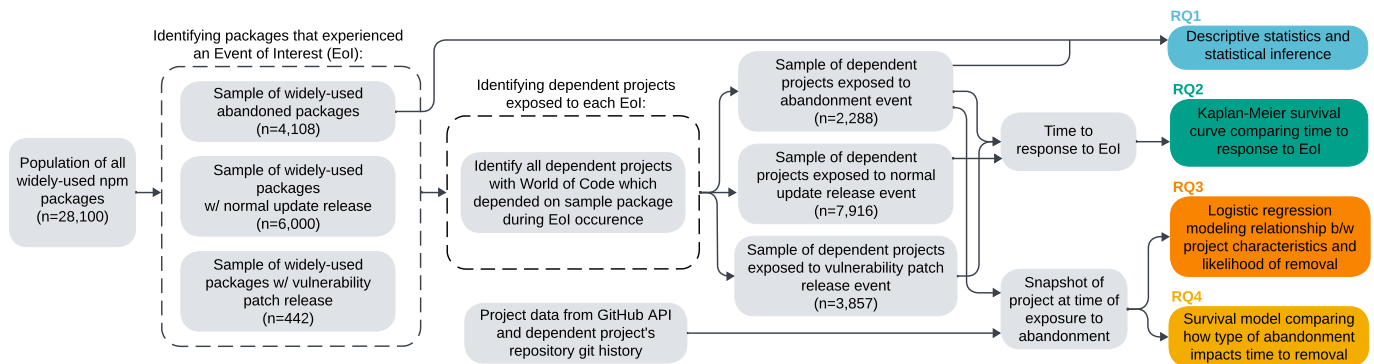 Population of all
widely-used npm
packages
(n=28,100)
Identifying packages that experienced
an Event of Interest (EoI):
Sample of widely-used
abandoned packages
(n=4,108)
Sample of widely-used
packages
w/ normal update release
(n=6,000)
Sample of widely-used
packages w/ vulnerability
patch release
(n=442)
Identifying dependent projects
exposed to each EoI:
Identify all dependent projects
with World of Code which
depended on sample package
during EoI occurence
Project data from GitHub API
and dependent project's
repository git history
Sample of dependent
projects exposed to
abandonment event
(n=2,288)
Sample of dependent
projects exposed to normal
update release event
(n=7,916)
Sample of dependent projects
exposed to vulnerability patch
release event
(n=3,857)
Time to
response to EoI
Snapshot of
project at time of
exposure to
abandonment
RQ1
Descriptive statistics and
statistical inference
RQ2
Kaplan-Meier survival
curve comparing time to
response to EoI
RQ3
Logistic regression
modeling relationship b/w
project characteristics and
likelihood of removal
RQ4
Survival model comparing
how type of abandonment
impacts time to removal